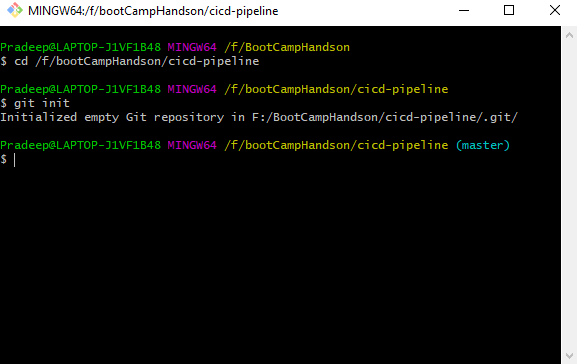 MINGW64:/f/bootCampHandson/cicd-pipeline
Pradeep@LAPTOP-J1VF1B48 MINGW64 /f/BootCampHandson
$ cd /f/bootCampHandson/cicd-pipeline
Pradeep@LAPTOP-J1VF1B48 MINGW64 /f/bootCampHandson/cicd-pipeline
$ git init
Initialized empty Git repository in F:/BootCampHandson/cicd-pipeline/.git/
Pradeep@LAPTOP-J1VF1B48 MINGW64 /f/bootCampHandson/cicd-pipeline (master)
$